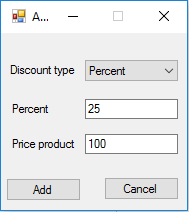 A...
Discount type Percent
Percent 25
Price product 100
Add Cancel